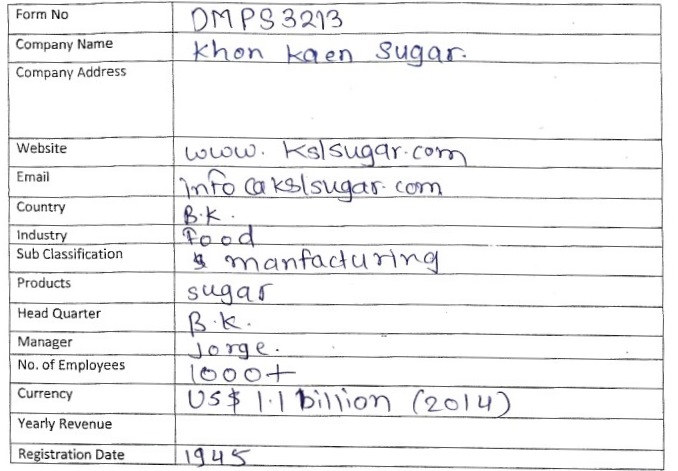 Form No DMPS3213
Company Name Khon Kaen Sugar.
Company Address
Website www. kslsugar.com
Email Info@kslsugar.com
Country B.K.
Industry Food
Sub Classification & manfacturing
Products sugar
Head Quarter B.K.
Manager Jorge.
No. of Employees 1000+
Currency US$ 1.1 billion (2014)
Yearly Revenue
Registration Date 1945